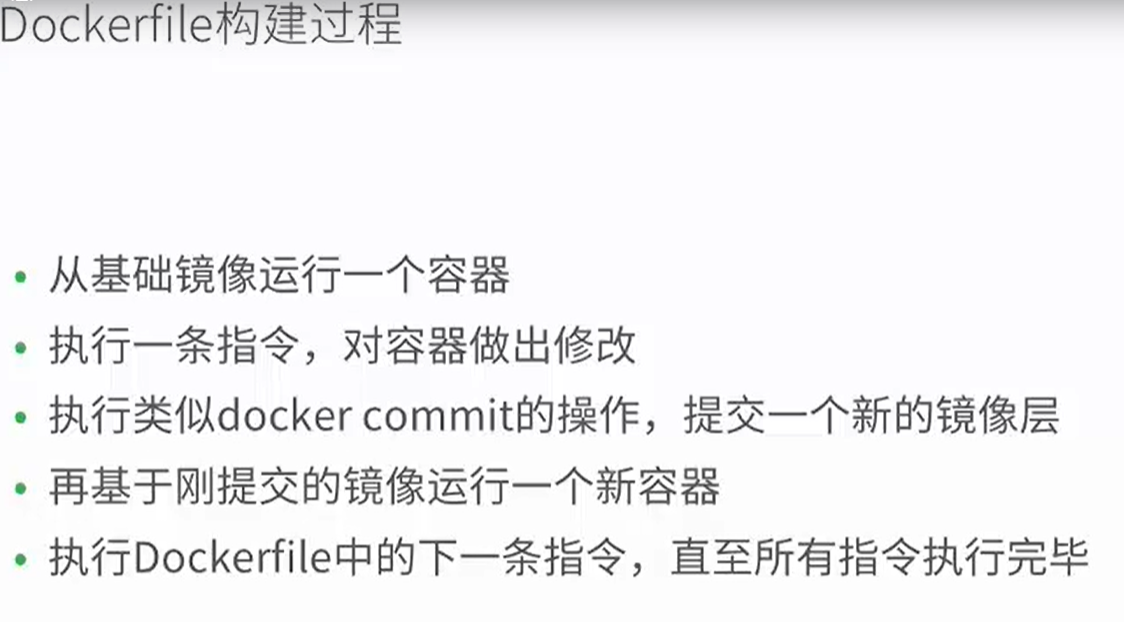 Dockerfile构建过程
• 从基础镜像运行一个容器
• 执行一条指令，对容器做出修改
• 执行类似docker commit的操作，提交一个新的镜像层
• 再基于刚提交的镜像运行一个新容器
• 执行Dockerfile中的下一条指令，直至所有指令执行完毕